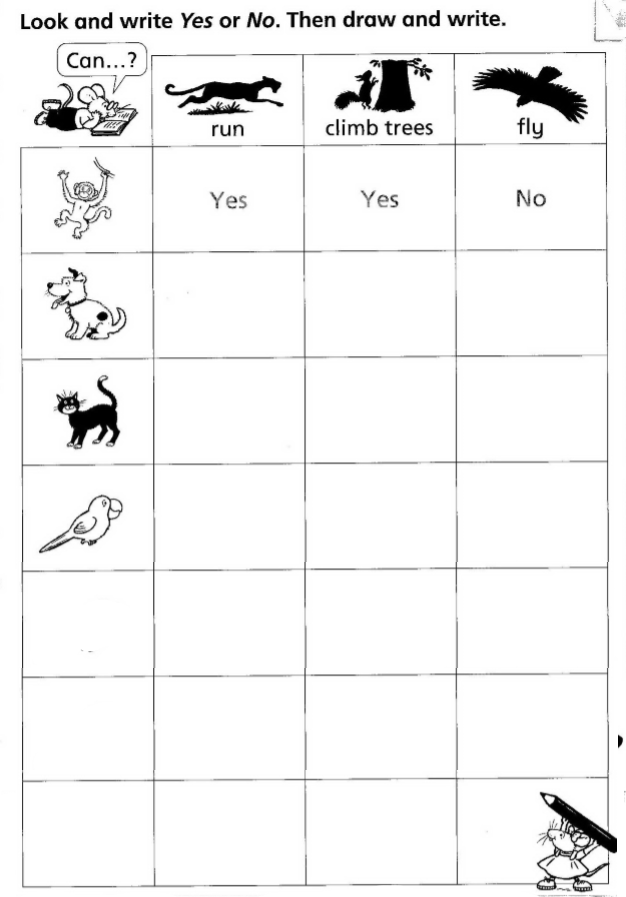 Look and write Yes or No. Then draw and write.
Can...?
run
climb trees
fly
Yes
Yes
No